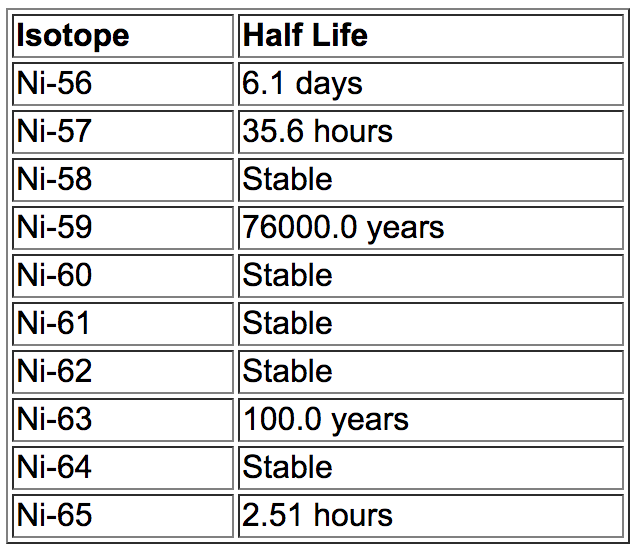 Isotope Half Life
Ni-56 6.1 days
Ni-57 35.6 hours
Ni-58 Stable
Ni-59 76000.0 years
Ni-60 Stable
Ni-61 Stable
Ni-62 Stable
Ni-63 100.0 years
Ni-64 Stable
Ni-65 2.51 hours